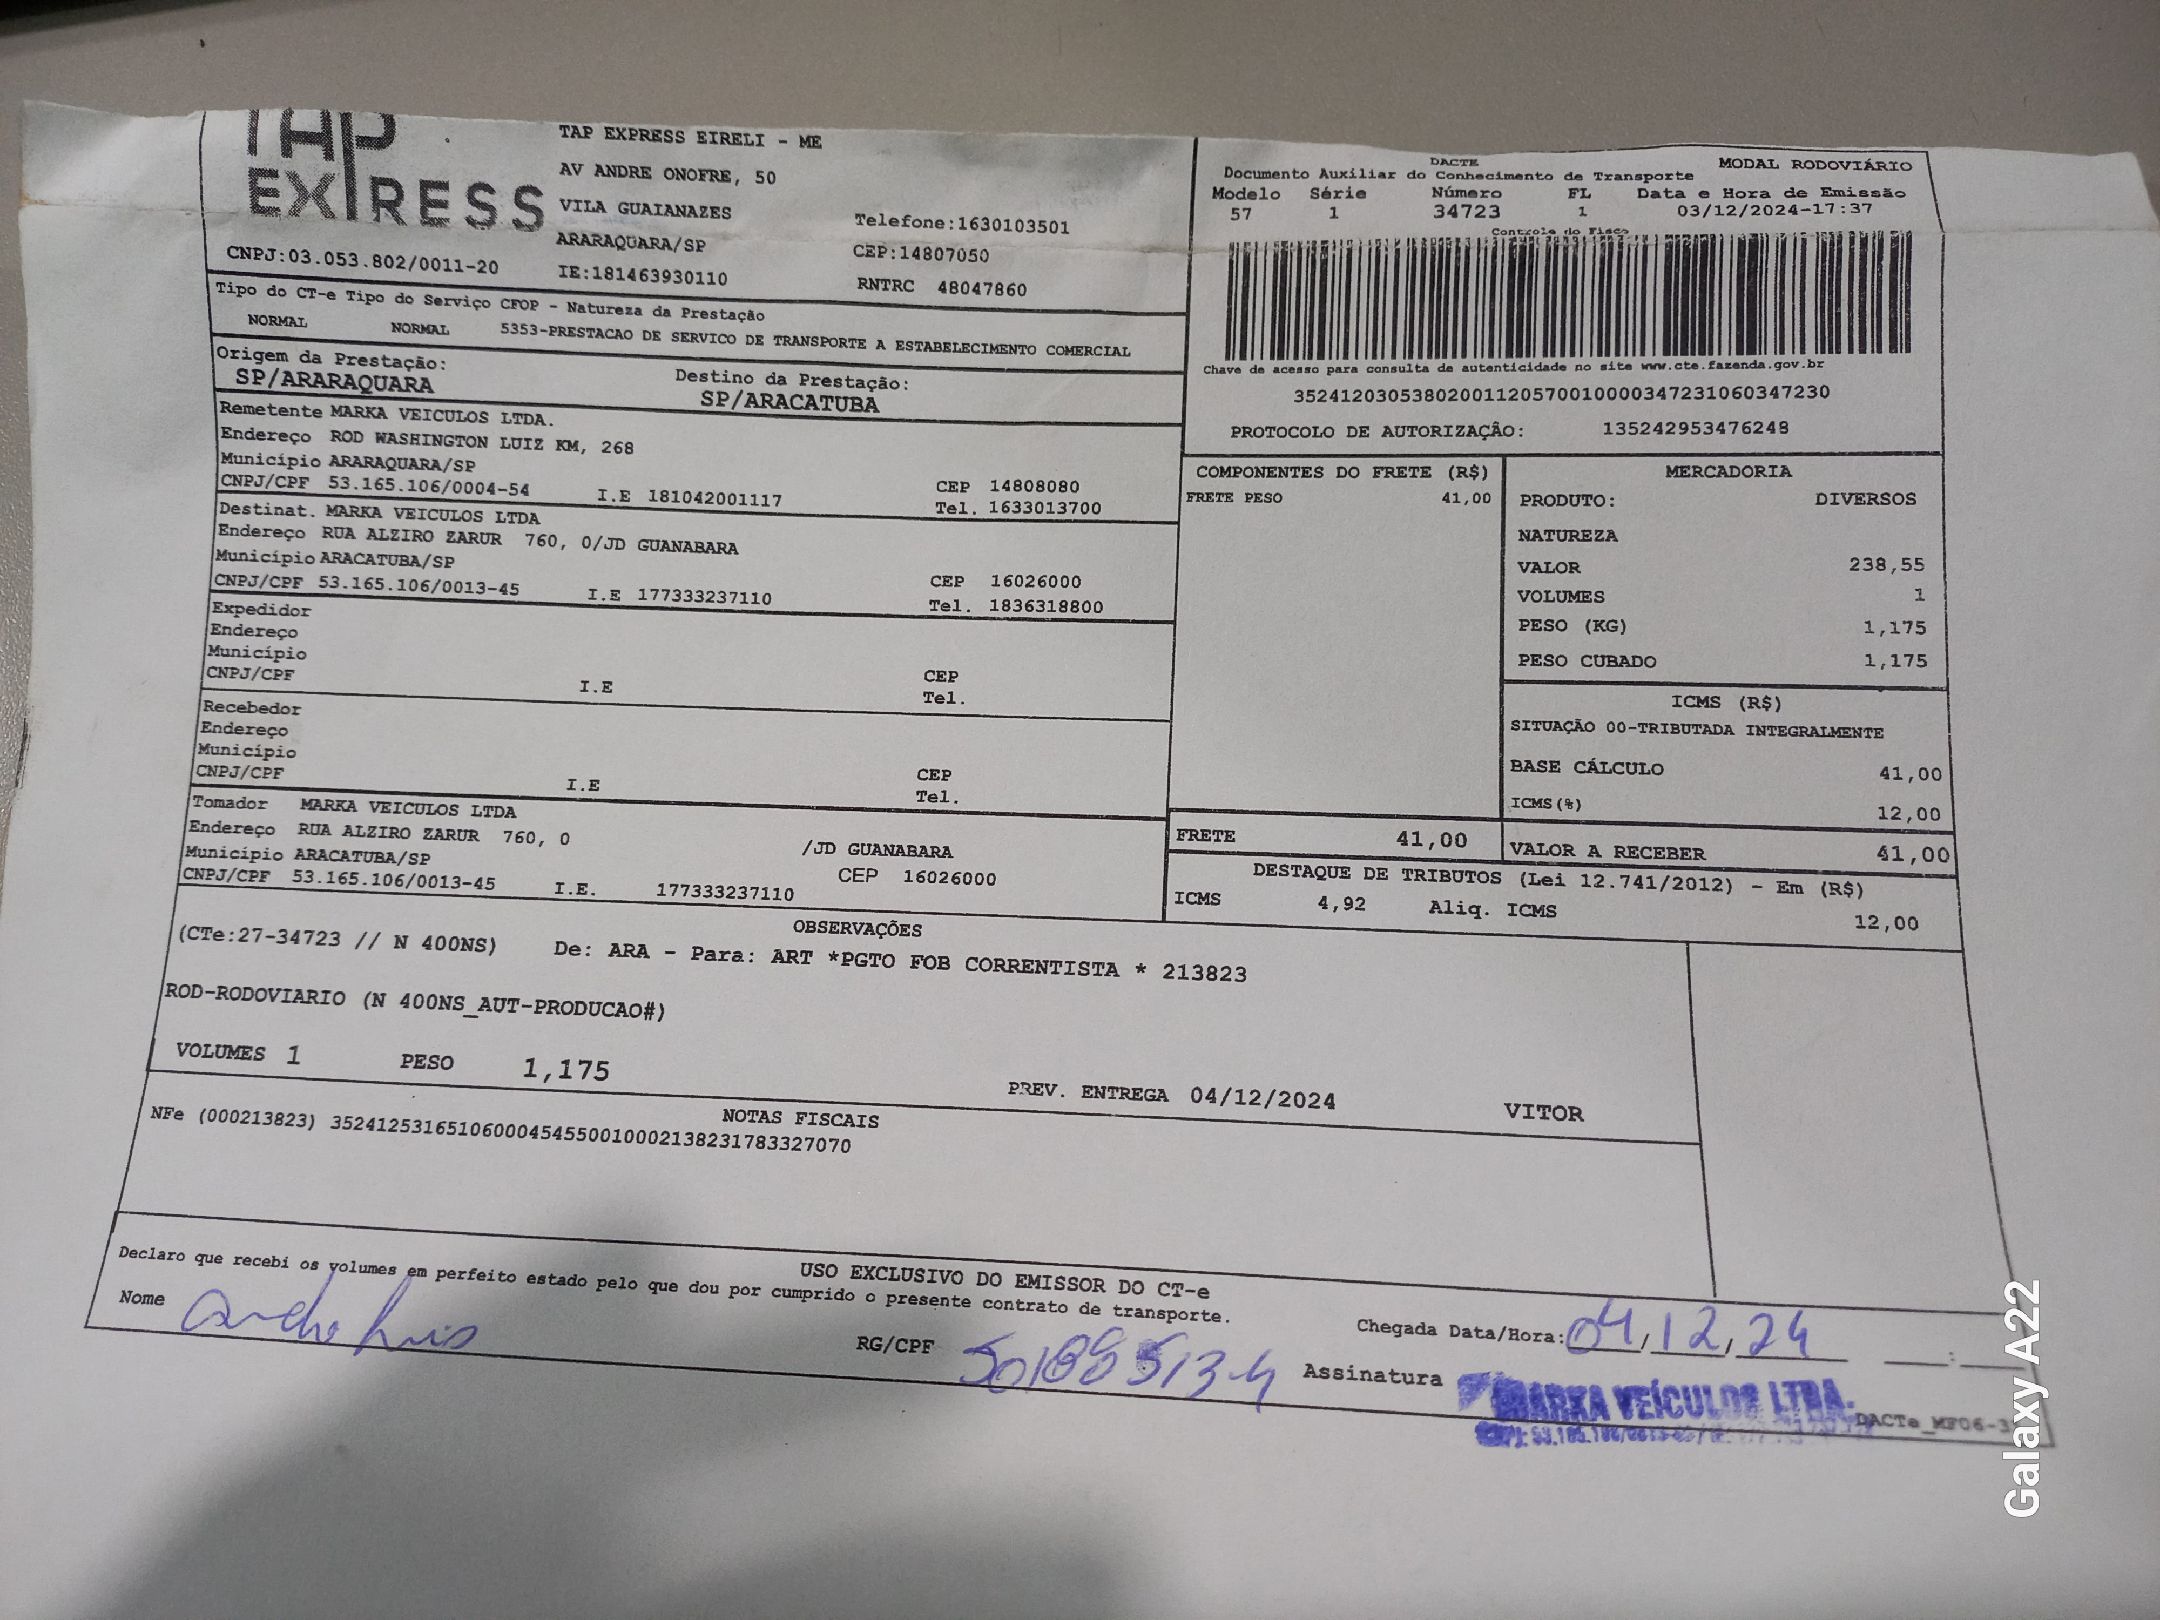 TAP
EXPRESS
CNPJ:03.053.802/0011-20
TAP EXPRESS EIRELI - ME
AV ANDRE ONOFRE, 50
VILA GUAIANAZES
ARARAQUARA/SP
IE:181463930110
Telefone:1630103501
CEP:14807050
RNTRC 48047860
DACTE MODAL RODOVIÁRIO
Documento Auxiliar do Conhecimento de Transporte
Modelo Série Número FL Data e Hora de Emissão
57 1 34723 1 03/12/2024-17:37
Controle do Fisco
Chave de acesso para consulta de autenticidade no site www.cte.fazenda.gov.br
35241203053802001120570010000347231060347230
PROTOCOLO DE AUTORIZAÇÃO: 135242953476248
Tipo do CT-e Tipo do Serviço CFOP - Natureza da Prestação
NORMAL NORMAL 5353-PRESTACAO DE SERVICO DE TRANSPORTE A ESTABELECIMENTO COMERCIAL
Origem da Prestação: Destino da Prestação:
SP/ARARAQUARA SP/ARACATUBA
Remetente MARKA VEICULOS LTDA.
Endereço ROD WASHINGTON LUIZ KM, 268
Município ARARAQUARA/SP CEP 14808080
CNPJ/CPF 53.165.106/0004-54 I.E 181042001117 Tel. 1633013700
Destinat. MARKA VEICULOS LTDA
Endereço RUA ALZIRO ZARUR 760, 0/JD GUANABARA
Município ARACATUBA/SP CEP 16026000
CNPJ/CPF 53.165.106/0013-45 I.E 177333237110 Tel. 1836318800
Expedidor
Endereço
Município CEP
CNPJ/CPF I.E Tel.
Recebedor
Endereço
Município CEP
CNPJ/CPF I.E Tel.
Tomador MARKA VEICULOS LTDA
Endereço RUA ALZIRO ZARUR 760, 0 /JD GUANABARA
Município ARACATUBA/SP CEP 16026000
CNPJ/CPF 53.165.106/0013-45 I.E. 177333237110
COMPONENTES DO FRETE (R$)
FRETE PESO 41,00
FRETE 41,00
MERCADORIA
PRODUTO: DIVERSOS
NATUREZA
VALOR 238,55
VOLUMES 1
PESO (KG) 1,175
PESO CUBADO 1,175
ICMS (R$)
SITUAÇÃO 00-TRIBUTADA INTEGRALMENTE
BASE CÁLCULO 41,00
ICMS(%) 12,00
VALOR A RECEBER 41,00
DESTAQUE DE TRIBUTOS (Lei 12.741/2012) - Em (R$)
ICMS 4,92 Aliq. ICMS 12,00
OBSERVAÇÕES
(CTe:27-34723 // N 400NS) De: ARA - Para: ART *PGTO FOB CORRENTISTA * 213823
ROD-RODOVIARIO (N 400NS_AUT-PRODUCAO#)
VOLUMES 1 PESO 1,175 PREV. ENTREGA 04/12/2024 VITOR
NOTAS FISCAIS
NFe (000213823) 35241253165106000454550010002138231783327070
USO EXCLUSIVO DO EMISSOR DO CT-e
Declaro que recebi os volumes em perfeito estado pelo que dou por cumprido o presente contrato de transporte.
Nome RG/CPF Chegada Data/Hora: 04/12/24 __:__
Assinatura
MARKA VEÍCULOS LTDA.
Galaxy A22